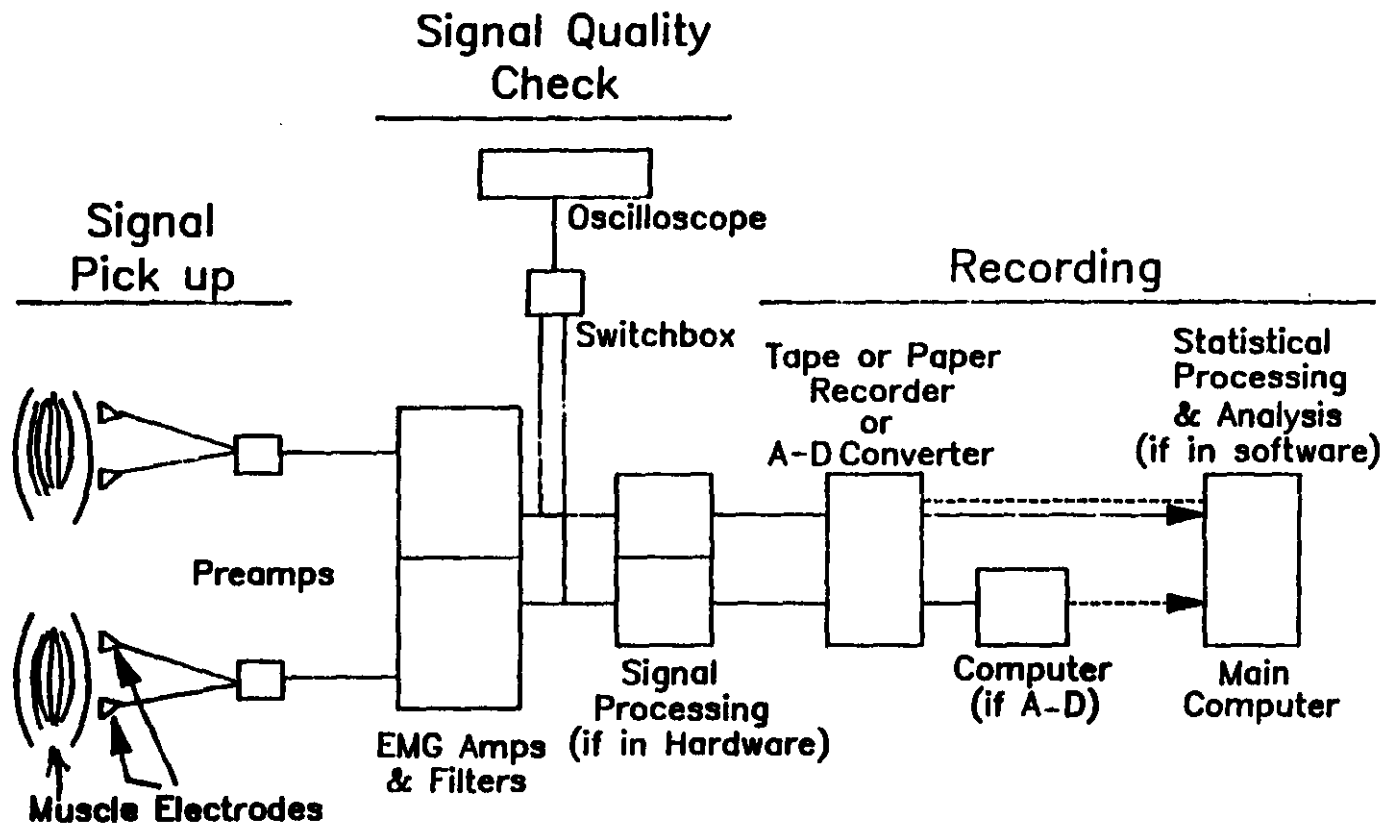 Signal Quality
Check
Oscilloscope
Switchbox
Signal
Pick up
Recording
Tape or Paper
Recorder
or
A-D Converter
Statistical
Processing
& Analysis
(if in software)
Preamps
Muscle Electrodes
EMG Amps
& Filters
Signal
Processing
(if in Hardware)
Computer
(if A-D)
Main
Computer